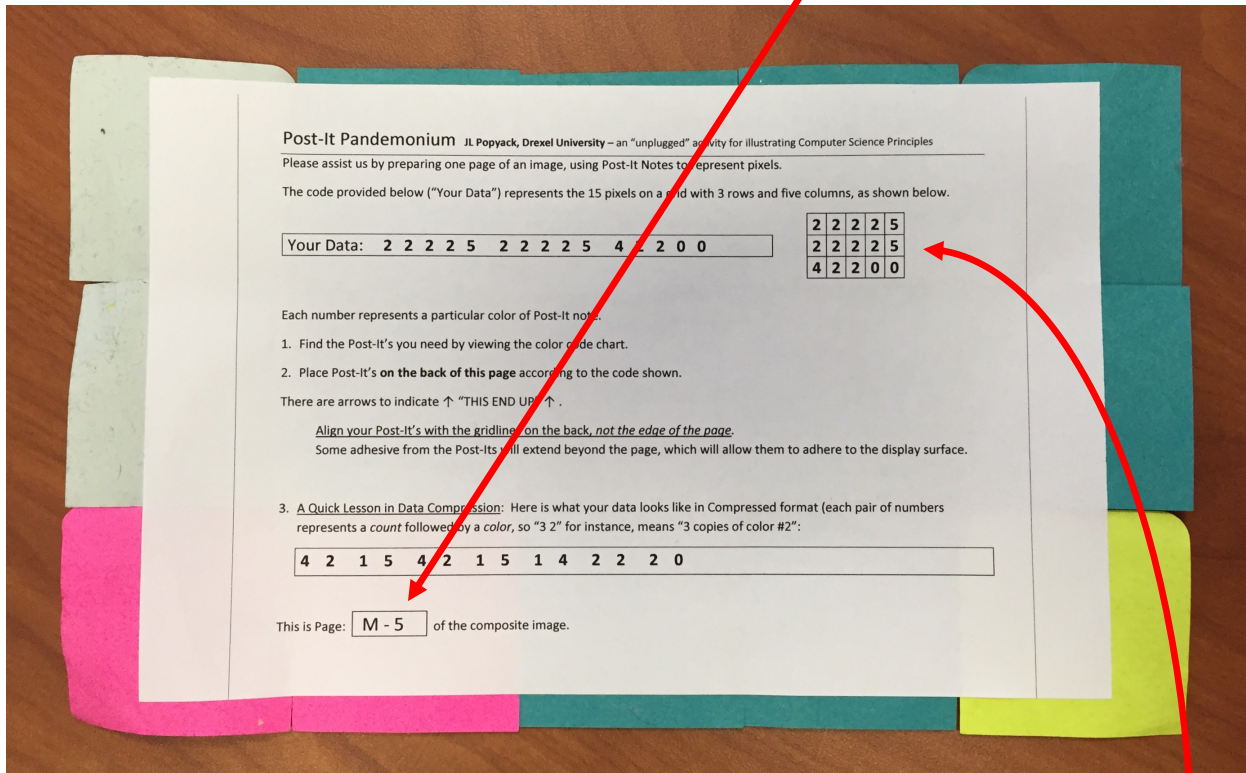 Post-It Pandemonium JL Popyack, Drexel University – an "unplugged" activity for illustrating Computer Science Principles
Please assist us by preparing one page of an image, using Post-It Notes to represent pixels.
The code provided below ("Your Data") represents the 15 pixels on a grid with 3 rows and five columns, as shown below.
Your Data: 2 2 2 2 5 2 2 2 2 5 4 2 2 0 0
2 2 2 2 5
2 2 2 2 5
4 2 2 0 0
Each number represents a particular color of Post-It note.
1. Find the Post-It's you need by viewing the color code chart.
2. Place Post-It's on the back of this page according to the code shown.
There are arrows to indicate ↑ "THIS END UP" ↑ .
Align your Post-It's with the gridlines on the back, not the edge of the page.
Some adhesive from the Post-Its will extend beyond the page, which will allow them to adhere to the display surface.
3. A Quick Lesson in Data Compression: Here is what your data looks like in Compressed format (each pair of numbers
represents a count followed by a color, so "3 2" for instance, means "3 copies of color #2":
4 2 1 5 4 2 1 5 1 4 2 2 2 0
This is Page: M - 5 of the composite image.